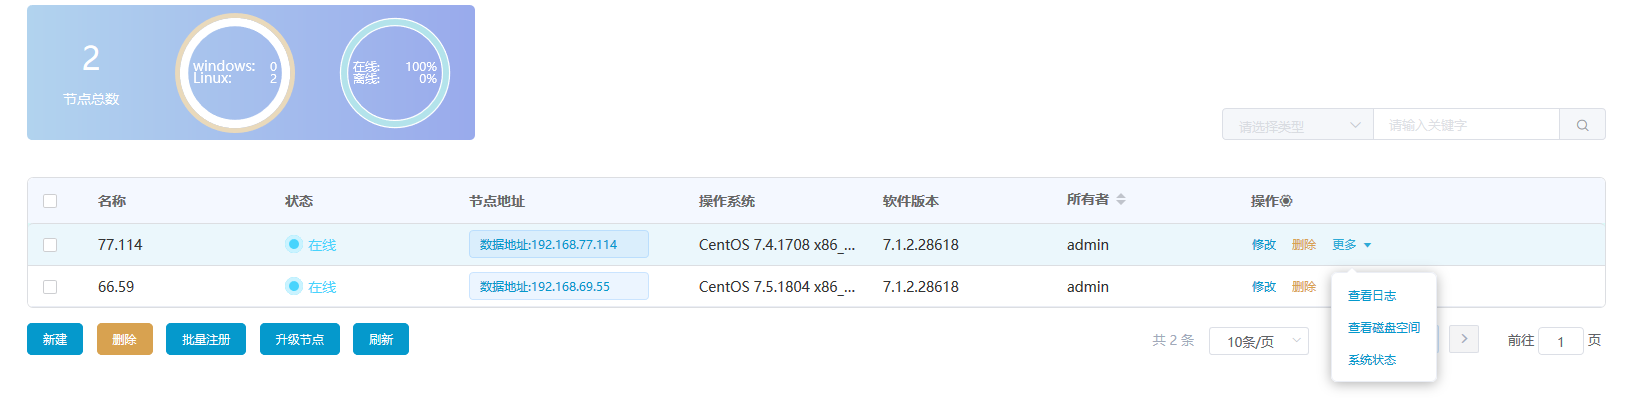 2
节点总数
windows: 0
Linux: 2
在线: 100%
离线: 0%
请选择类型 请输入关键字
名称 状态 节点地址 操作系统 软件版本 所有者 操作
77.114 在线 数据地址:192.168.77.114 CentOS 7.4.1708 x86_... 7.1.2.28618 admin 修改 删除 更多
66.59 在线 数据地址:192.168.69.55 CentOS 7.5.1804 x86_... 7.1.2.28618 admin 修改 删除
查看日志
查看磁盘空间
系统状态
新建 删除 批量注册 升级节点 刷新 共 2 条 10条/页 前往 1 页